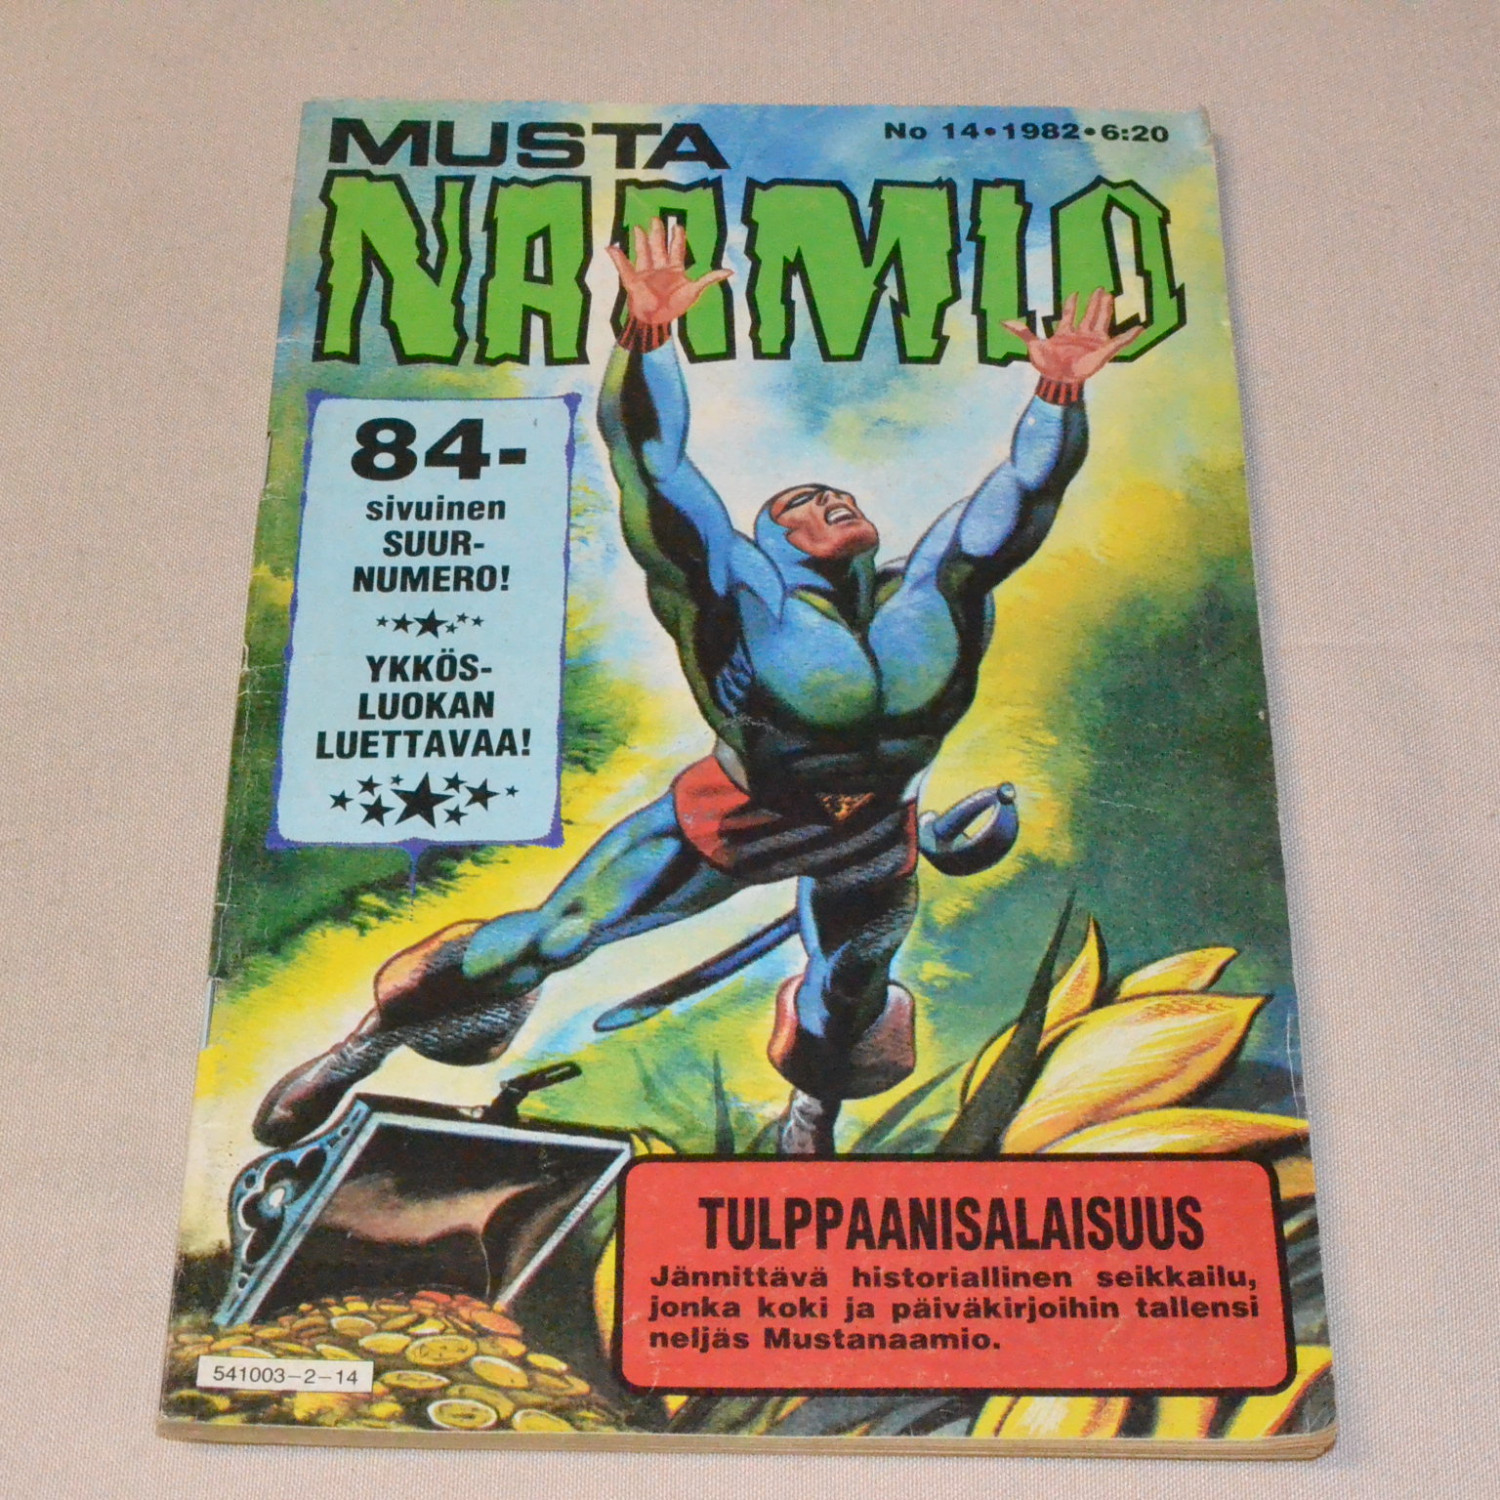 MUSTA
No 14•1982•6:20
NAAMIO
84-
sivuinen
SUUR-
NUMERO!
YKKÖS-
LUOKAN
LUETTAVAA!
TULPPAANISALAISUUS
Jännittävä historiallinen seikkailu,
jonka koki ja päiväkirjoihin tallensi
neljäs Mustanaamio.
541003–2–14